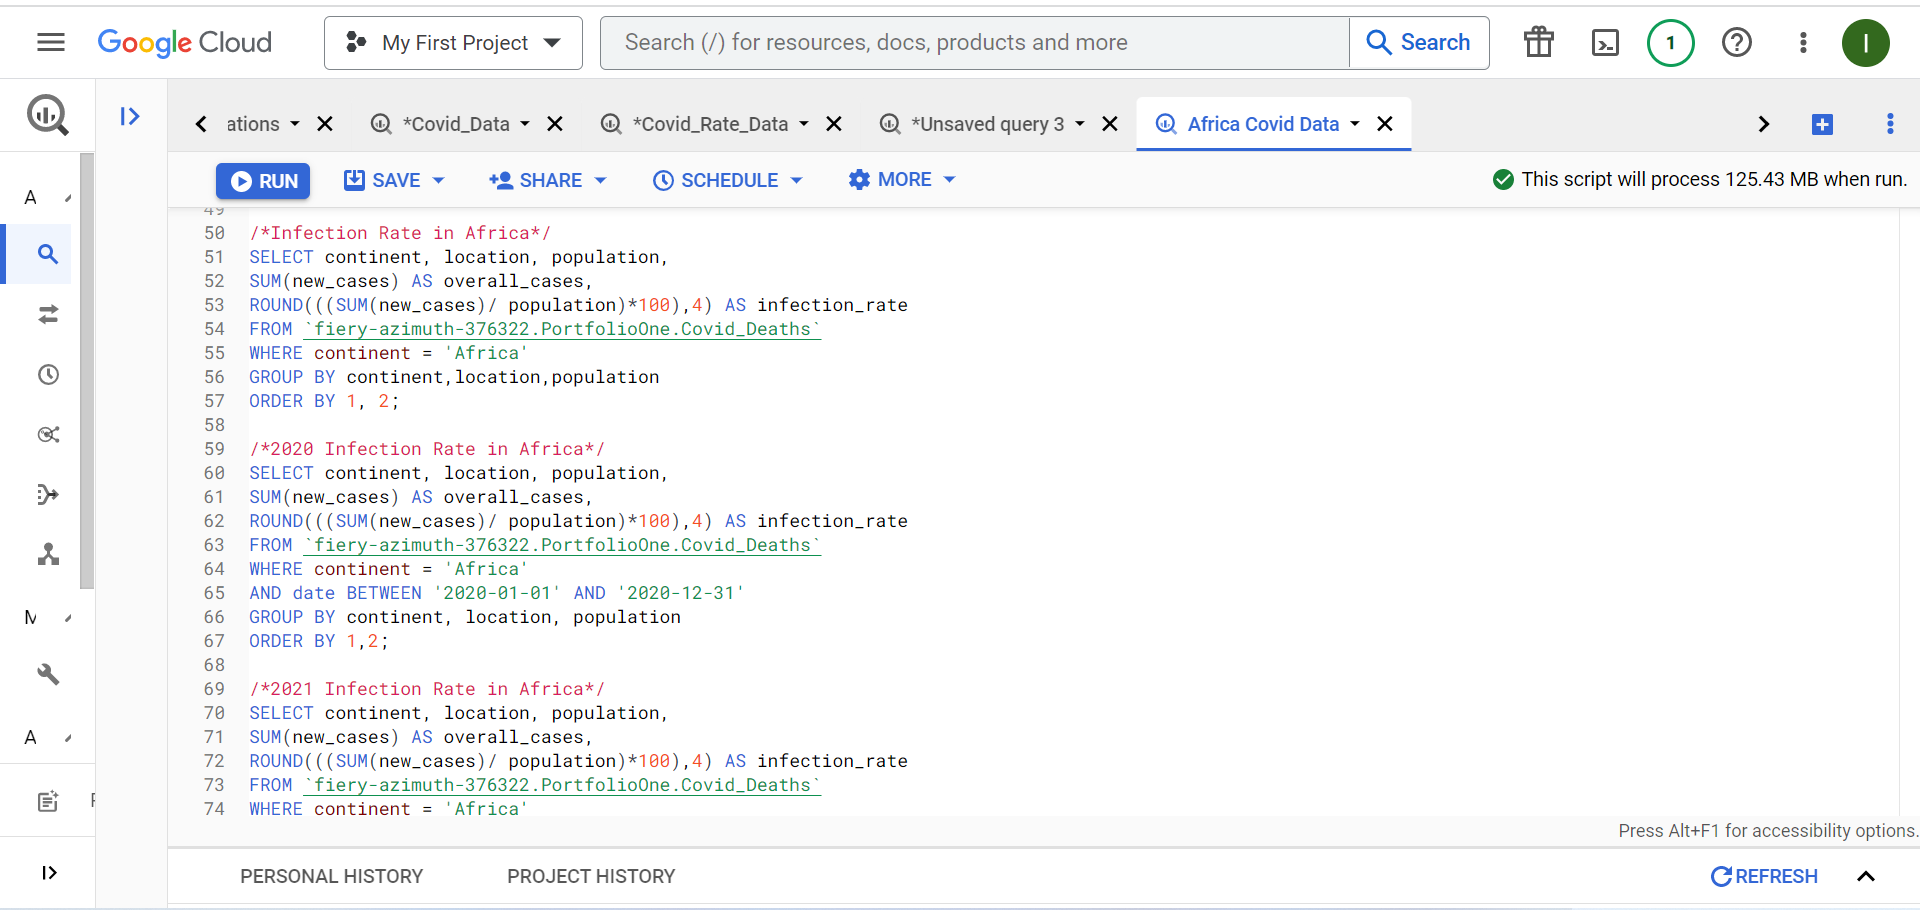 Google Cloud
My First Project
Search (/) for resources, docs, products and more
Search
1
I
ations
*Covid_Data
*Covid_Rate_Data
*Unsaved query 3
Africa Covid Data
RUN
SAVE
SHARE
SCHEDULE
MORE
This script will process 125.43 MB when run.
A
M
A
49
50 /*Infection Rate in Africa*/
51 SELECT continent, location, population,
52 SUM(new_cases) AS overall_cases,
53 ROUND(((SUM(new_cases)/ population)*100),4) AS infection_rate
54 FROM `fiery-azimuth-376322.PortfolioOne.Covid_Deaths`
55 WHERE continent = 'Africa'
56 GROUP BY continent,location,population
57 ORDER BY 1, 2;
58
59 /*2020 Infection Rate in Africa*/
60 SELECT continent, location, population,
61 SUM(new_cases) AS overall_cases,
62 ROUND(((SUM(new_cases)/ population)*100),4) AS infection_rate
63 FROM `fiery-azimuth-376322.PortfolioOne.Covid_Deaths`
64 WHERE continent = 'Africa'
65 AND date BETWEEN '2020-01-01' AND '2020-12-31'
66 GROUP BY continent, location, population
67 ORDER BY 1,2;
68
69 /*2021 Infection Rate in Africa*/
70 SELECT continent, location, population,
71 SUM(new_cases) AS overall_cases,
72 ROUND(((SUM(new_cases)/ population)*100),4) AS infection_rate
73 FROM `fiery-azimuth-376322.PortfolioOne.Covid_Deaths`
74 WHERE continent = 'Africa'
Press Alt+F1 for accessibility options.
PERSONAL HISTORY
PROJECT HISTORY
REFRESH